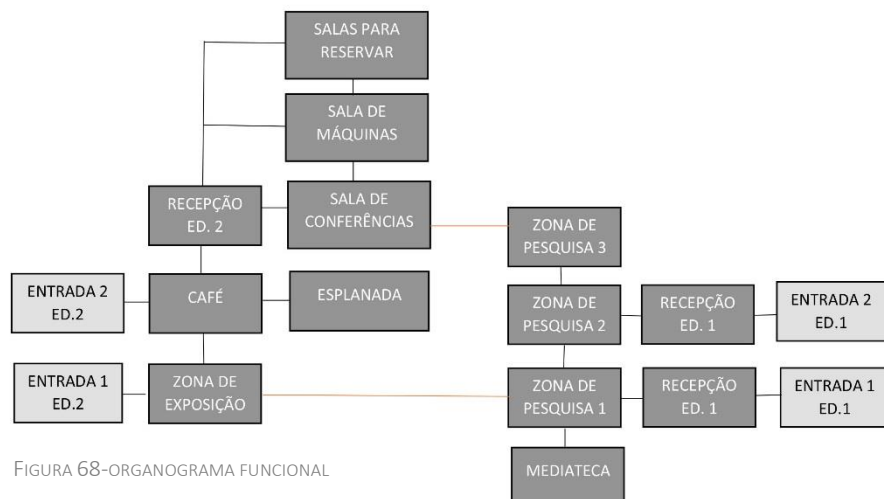 SALAS PARA
RESERVAR
SALA DE
MÁQUINAS
RECEPÇÃO
ED. 2
SALA DE
CONFERÊNCIAS
ZONA DE
PESQUISA 3
ENTRADA 2
ED.2
CAFÉ
ESPLANADA
ZONA DE
PESQUISA 2
RECEPÇÃO
ED. 1
ENTRADA 2
ED.1
ENTRADA 1
ED.2
ZONA DE
EXPOSIÇÃO
ZONA DE
PESQUISA 1
RECEPÇÃO
ED. 1
ENTRADA 1
ED.1
MEDIATECA
FIGURA 68-ORGANOGRAMA FUNCIONAL